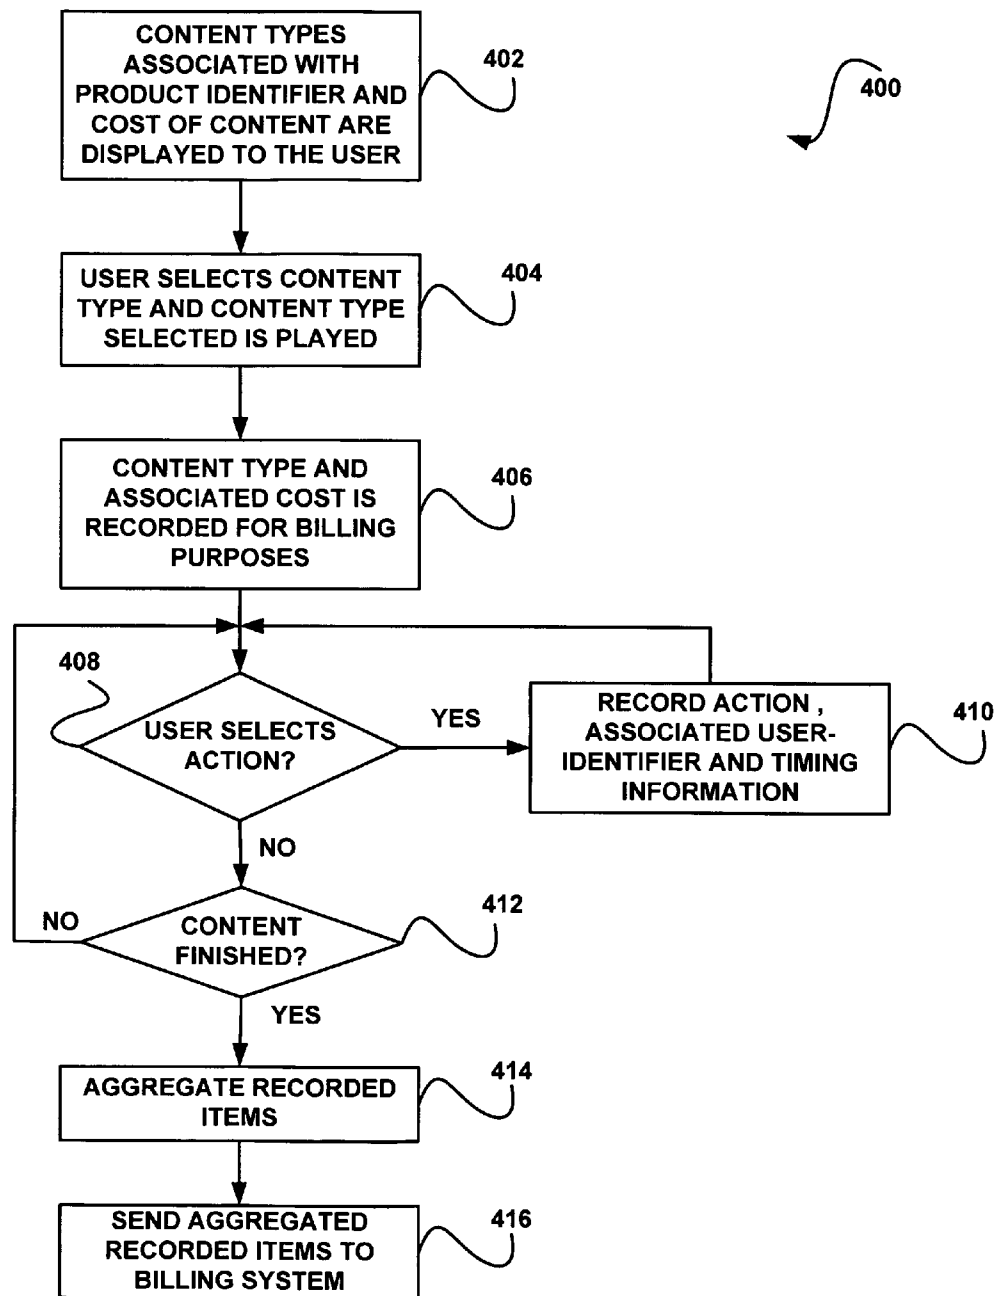 CONTENT TYPES
ASSOCIATED WITH
PRODUCT IDENTIFIER AND
COST OF CONTENT ARE
DISPLAYED TO THE USER
402
400
USER SELECTS CONTENT
TYPE AND CONTENT TYPE
SELECTED IS PLAYED
404
CONTENT TYPE AND
ASSOCIATED COST IS
RECORDED FOR BILLING
PURPOSES
406
408
USER SELECTS
ACTION?
YES
RECORD ACTION ,
ASSOCIATED USER-
IDENTIFIER AND TIMING
INFORMATION
410
NO
CONTENT
FINISHED?
412
NO
YES
AGGREGATE RECORDED
ITEMS
414
SEND AGGREGATED
RECORDED ITEMS TO
BILLING SYSTEM
416